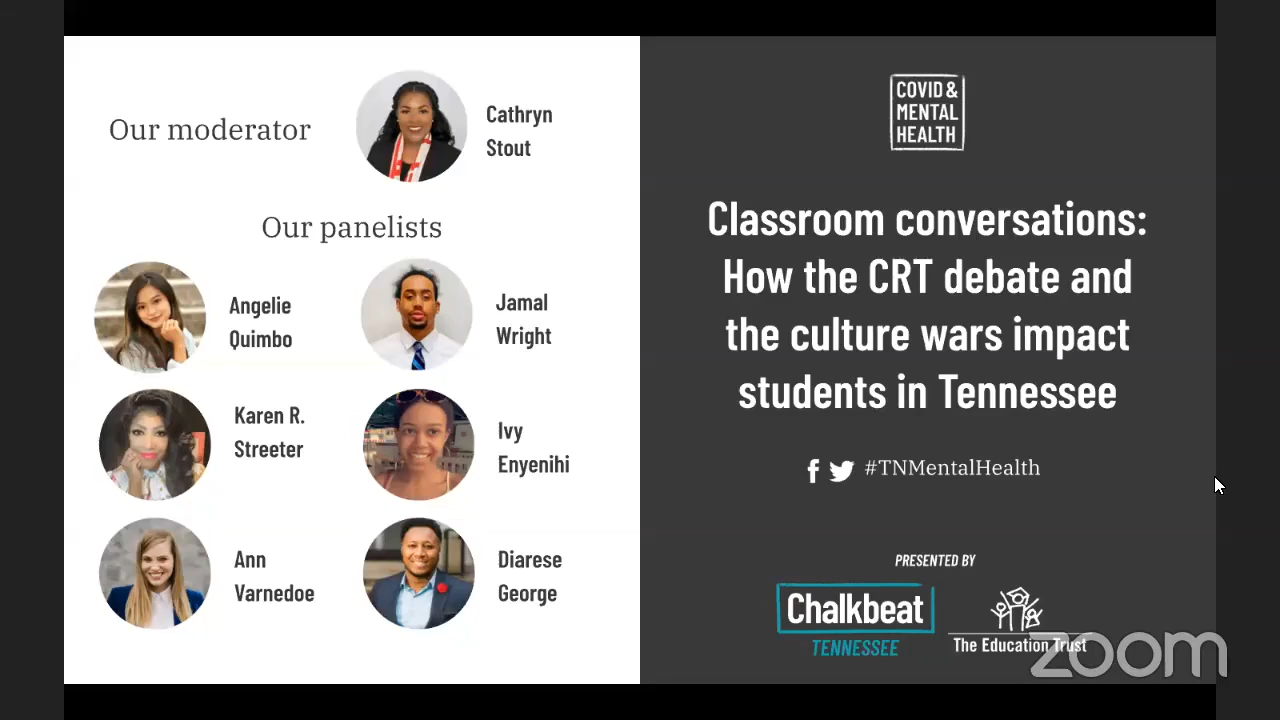 Our moderator
Cathryn
Stout
Our panelists
Angelie
Quimbo
Jamal
Wright
Karen R.
Streeter
Ivy
Enyenihi
Ann
Varnedoe
Diarese
George
COVID &
MENTAL
HEALTH
Classroom conversations:
How the CRT debate and
the culture wars impact
students in Tennessee
#TNMentalHealth
PRESENTED BY
Chalkbeat
TENNESSEE
The Education Trust
zoom